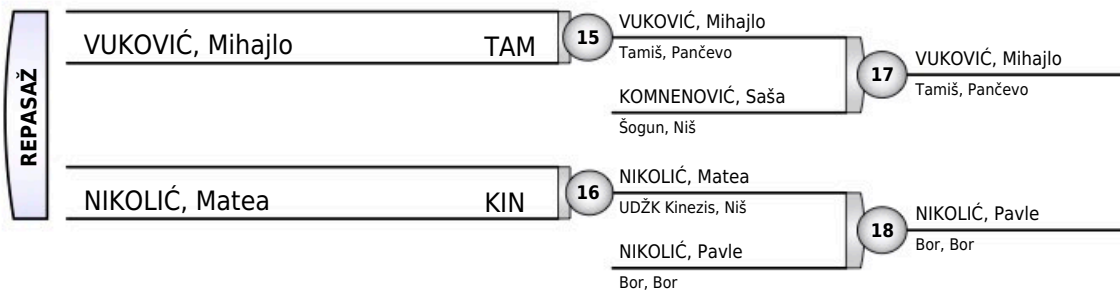 REPASAŽ
VUKOVIĆ, Mihajlo TAM
15
VUKOVIĆ, Mihajlo
Tamiš, Pančevo
KOMNENOVIĆ, Saša
Šogun, Niš
17
VUKOVIĆ, Mihajlo
Tamiš, Pančevo
NIKOLIĆ, Matea KIN
16
NIKOLIĆ, Matea
UDŽK Kinezis, Niš
NIKOLIĆ, Pavle
Bor, Bor
18
NIKOLIĆ, Pavle
Bor, Bor